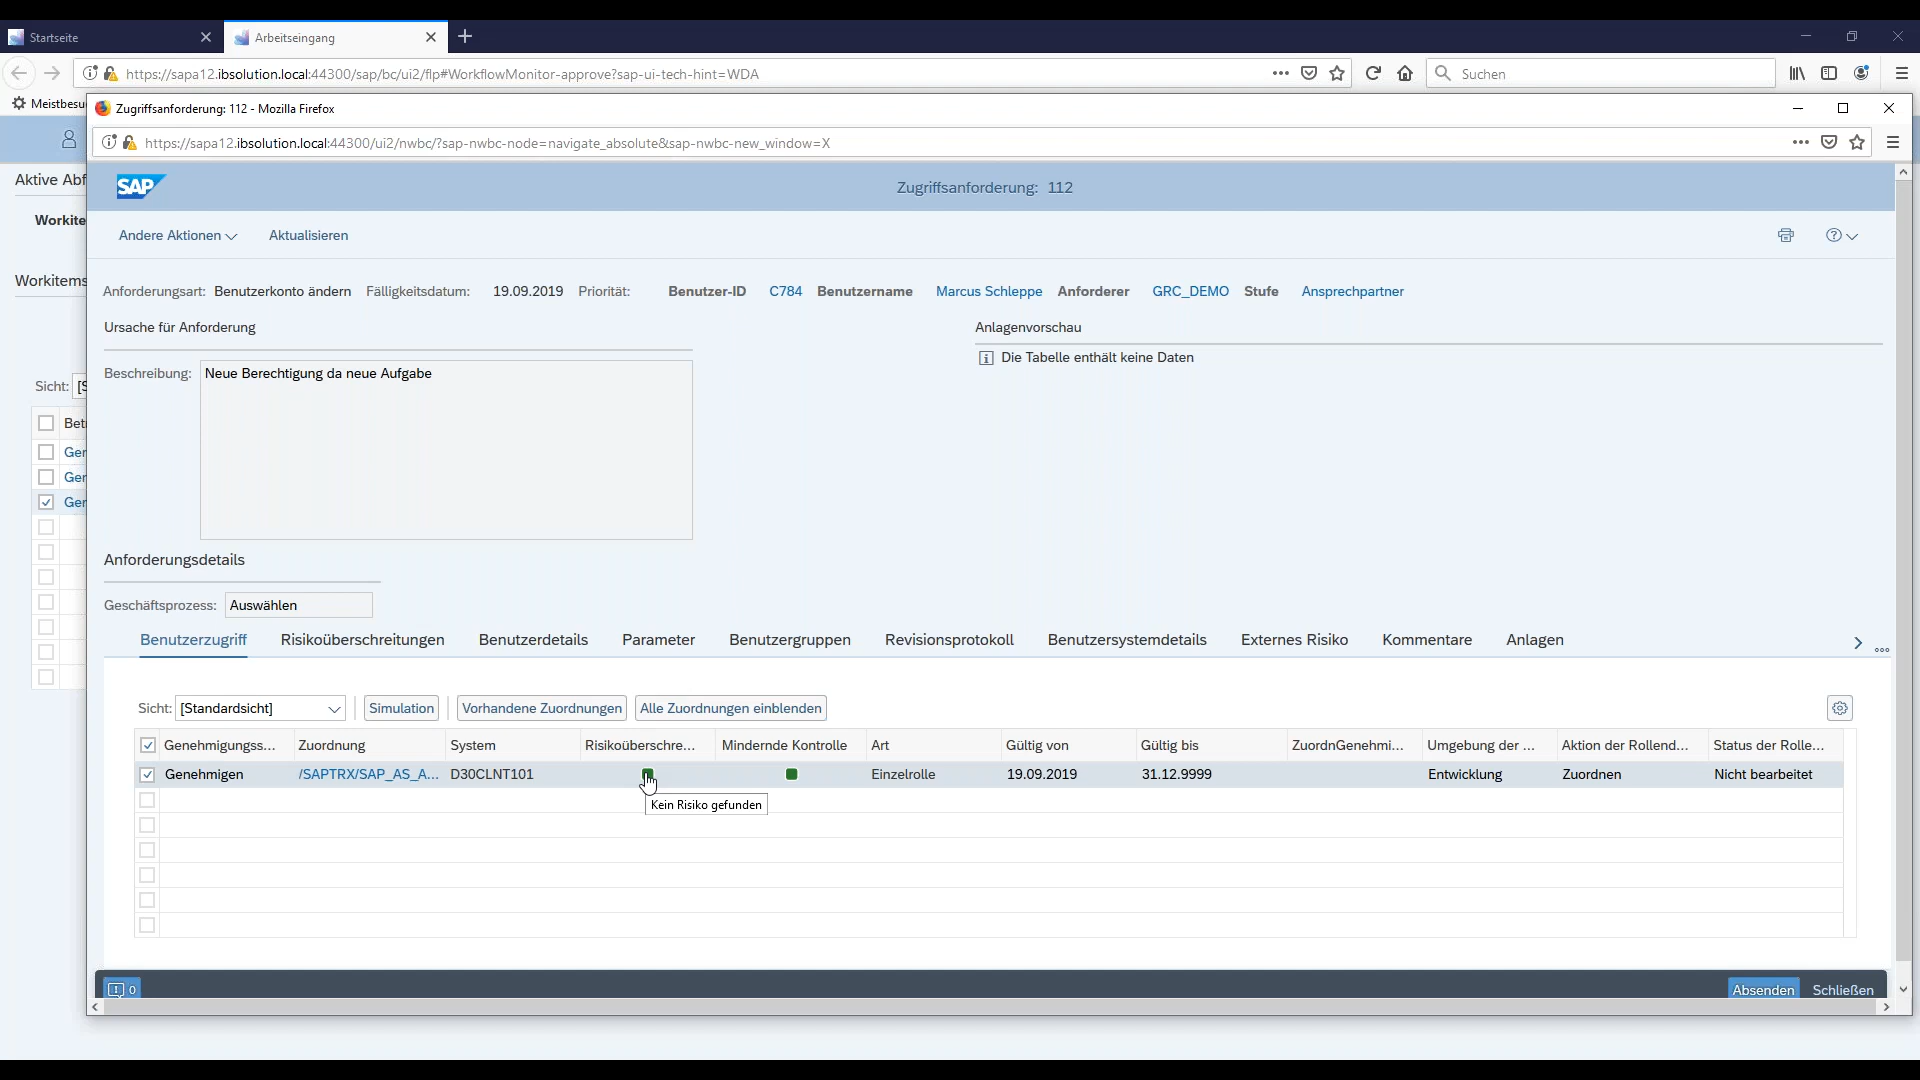 Startseite
Arbeitseingang
https://sapa12.ibsolution.local:44300/sap/bc/ui2/flp#WorkflowMonitor-approve?sap-ui-tech-hint=WDA
Suchen
Meistbesu
Zugriffsanforderung: 112 - Mozilla Firefox
https://sapa12.ibsolution.local:44300/ui2/nwbc/?sap-nwbc-node=navigate_absolute&sap-nwbc-new_window=X
Aktive Abf
SAP
Zugriffsanforderung: 112
Workite
Andere Aktionen
Aktualisieren
Workitems
Anforderungsart: Benutzerkonto ändern Fälligkeitsdatum: 19.09.2019 Priorität: Benutzer-ID C784 Benutzername Marcus Schleppe Anforderer GRC_DEMO Stufe Ansprechpartner
Ursache für Anforderung
Anlagenvorschau
Die Tabelle enthält keine Daten
Beschreibung: Neue Berechtigung da neue Aufgabe
Sicht: [S
Bet
Ger
Ger
Ger
Anforderungsdetails
Geschäftsprozess: Auswählen
Benutzerzugriff Risikoüberschreitungen Benutzerdetails Parameter Benutzergruppen Revisionsprotokoll Benutzersystemdetails Externes Risiko Kommentare Anlagen
Sicht: [Standardsicht] Simulation Vorhandene Zuordnungen Alle Zuordnungen einblenden
Genehmigungss... Zuordnung System Risikoüberschre... Mindernde Kontrolle Art Gültig von Gültig bis ZuordnGenehmi... Umgebung der ... Aktion der Rollend... Status der Rolle...
Genehmigen /SAPTRX/SAP_AS_A... D30CLNT101 Einzelrolle 19.09.2019 31.12.9999 Entwicklung Zuordnen Nicht bearbeitet
Kein Risiko gefunden
0
Absenden Schließen